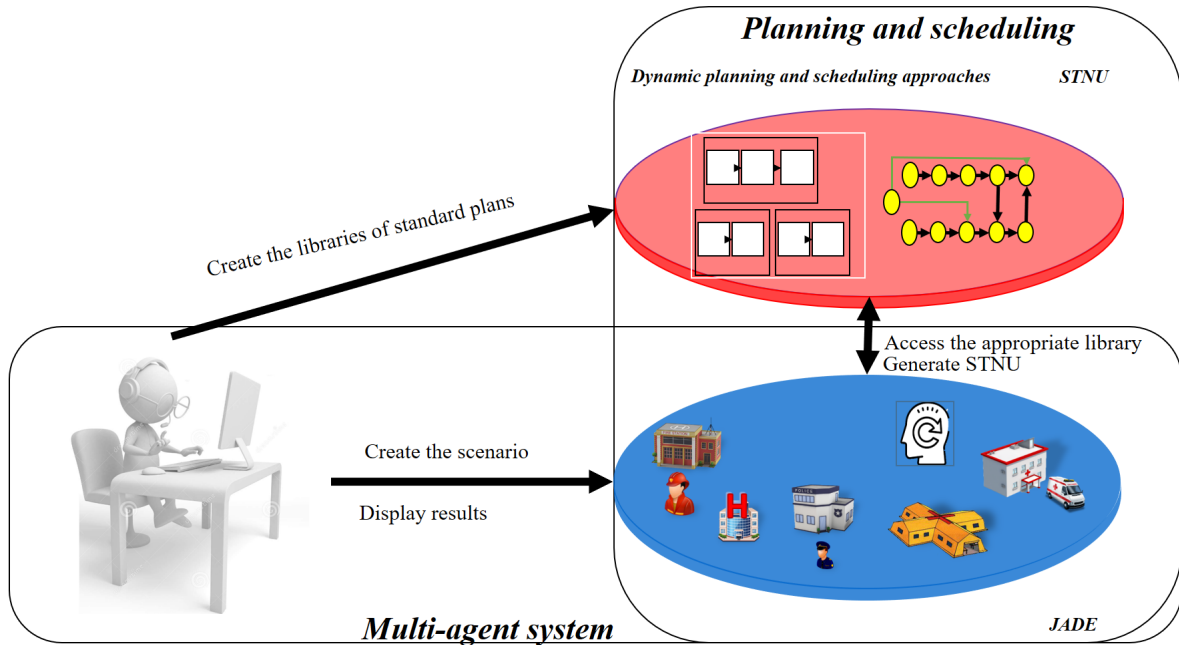 Planning and scheduling
Dynamic planning and scheduling approaches STNU
Create the libraries of standard plans
Access the appropriate library
Generate STNU
Create the scenario
Display results
H
Multi-agent system
JADE